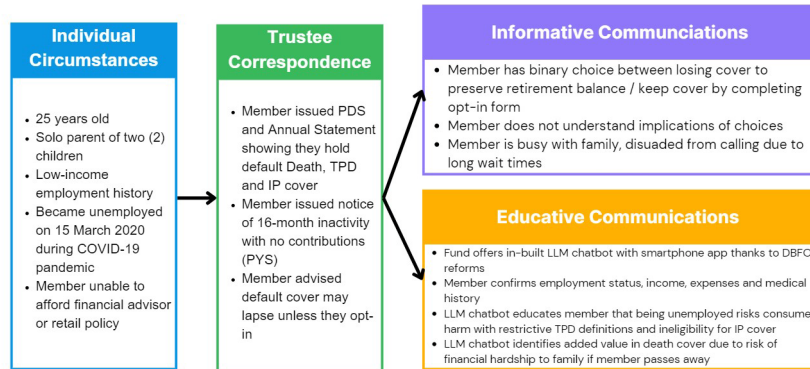 Individual
Circumstances
25 years old
Solo parent of two (2)
children
Low-income
employment history
Became unemployed
on 15 March 2020
during COVID-19
pandemic
Member unable to
afford financial advisor
or retail policy
Trustee
Correspondence
Member issued PDS
and Annual Statement
showing they hold
default Death, TPD
and IP cover
Member issued notice
of 16-month inactivity
with no contributions
(PYS)
Member advised
default cover may
lapse unless they opt-
in
Informative Communciations
Member has binary choice between losing cover to
preserve retirement balance / keep cover by completing
opt-in form
Member does not understand implications of choices
Member is busy with family, disuaded from calling due to
long wait times
Educative Communications
Fund offers in-built LLM chatbot with smartphone app thanks to DBFO
reforms
Member confirms employment status, income, expenses and medical
history
LLM chatbot educates member that being unemployed risks consume
harm with restrictive TPD definitions and ineligibility for IP cover
LLM chatbot identifies added value in death cover due to risk of
financial hardship to family if member passes away